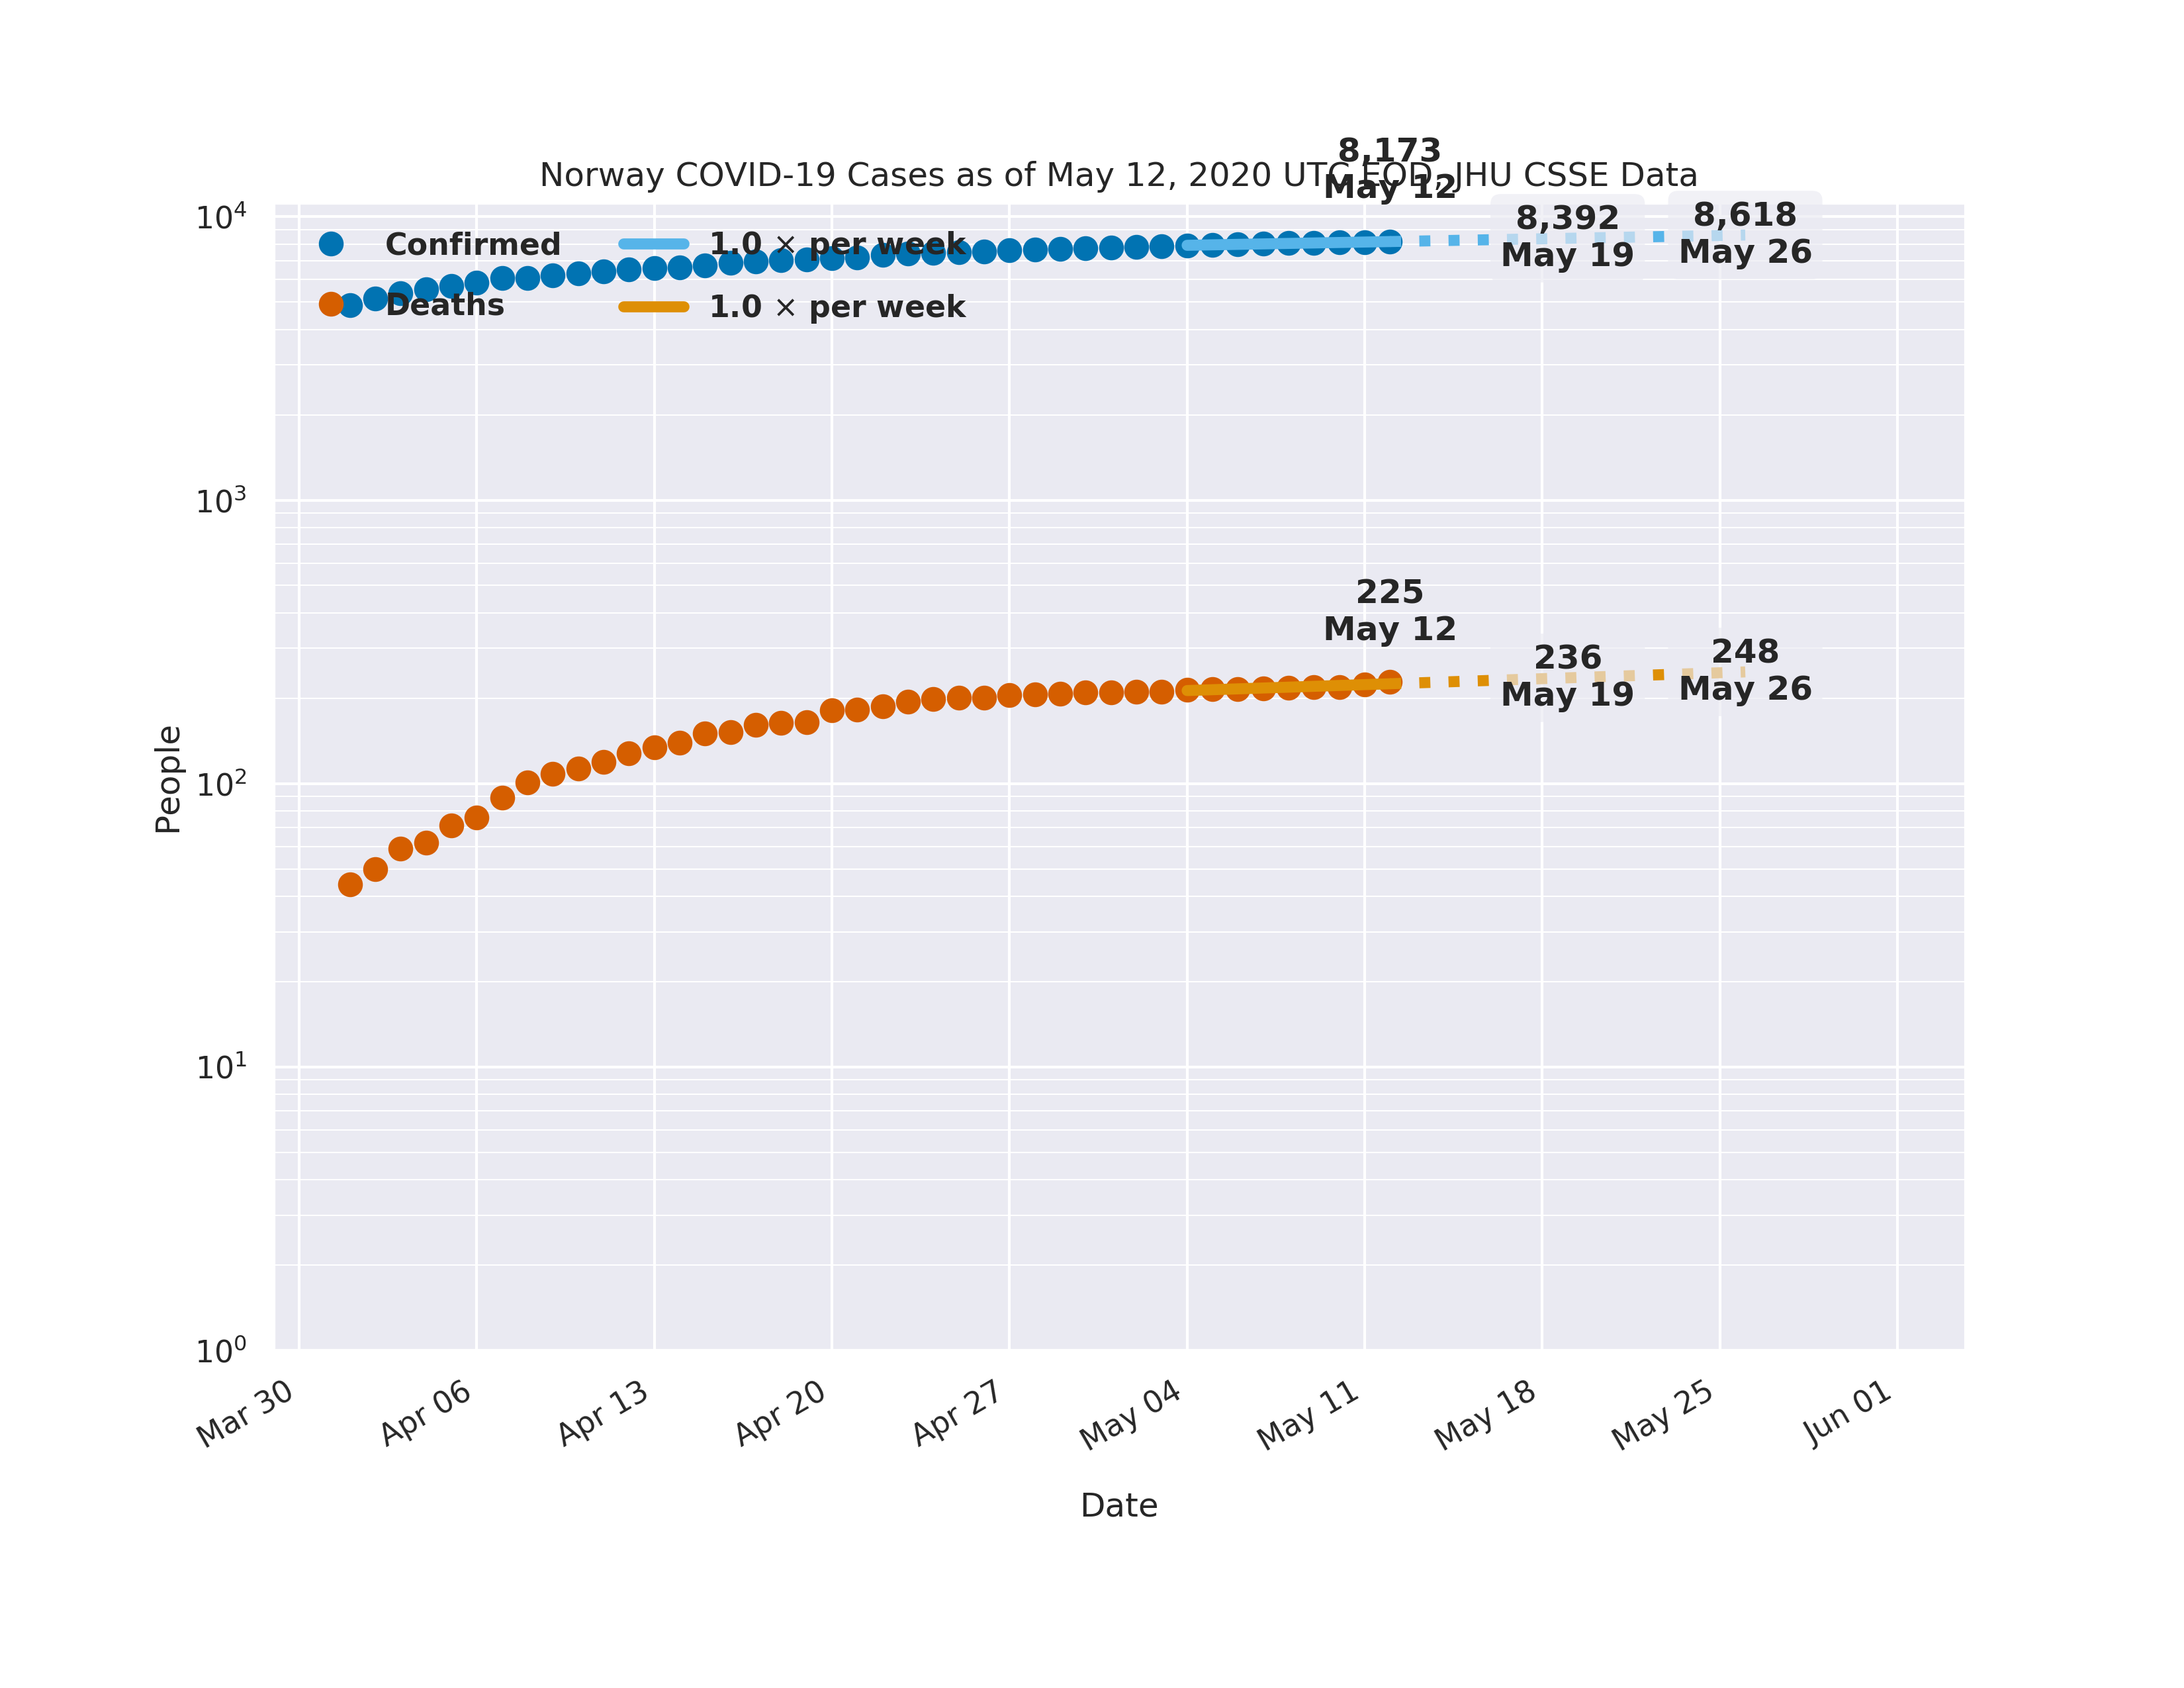 8,173
May 12
Norway COVID-19 Cases as of May 12, 2020 UTC EOD, JHU CSSE Data
8,392
May 19
8,618
May 26
Confirmed
Deaths
1.0 × per week
1.0 × per week
225
May 12
236
May 19
248
May 26
People
10⁴
10³
10²
10¹
10⁰
Mar 30
Apr 06
Apr 13
Apr 20
Apr 27
May 04
May 11
May 18
May 25
Jun 01
Date